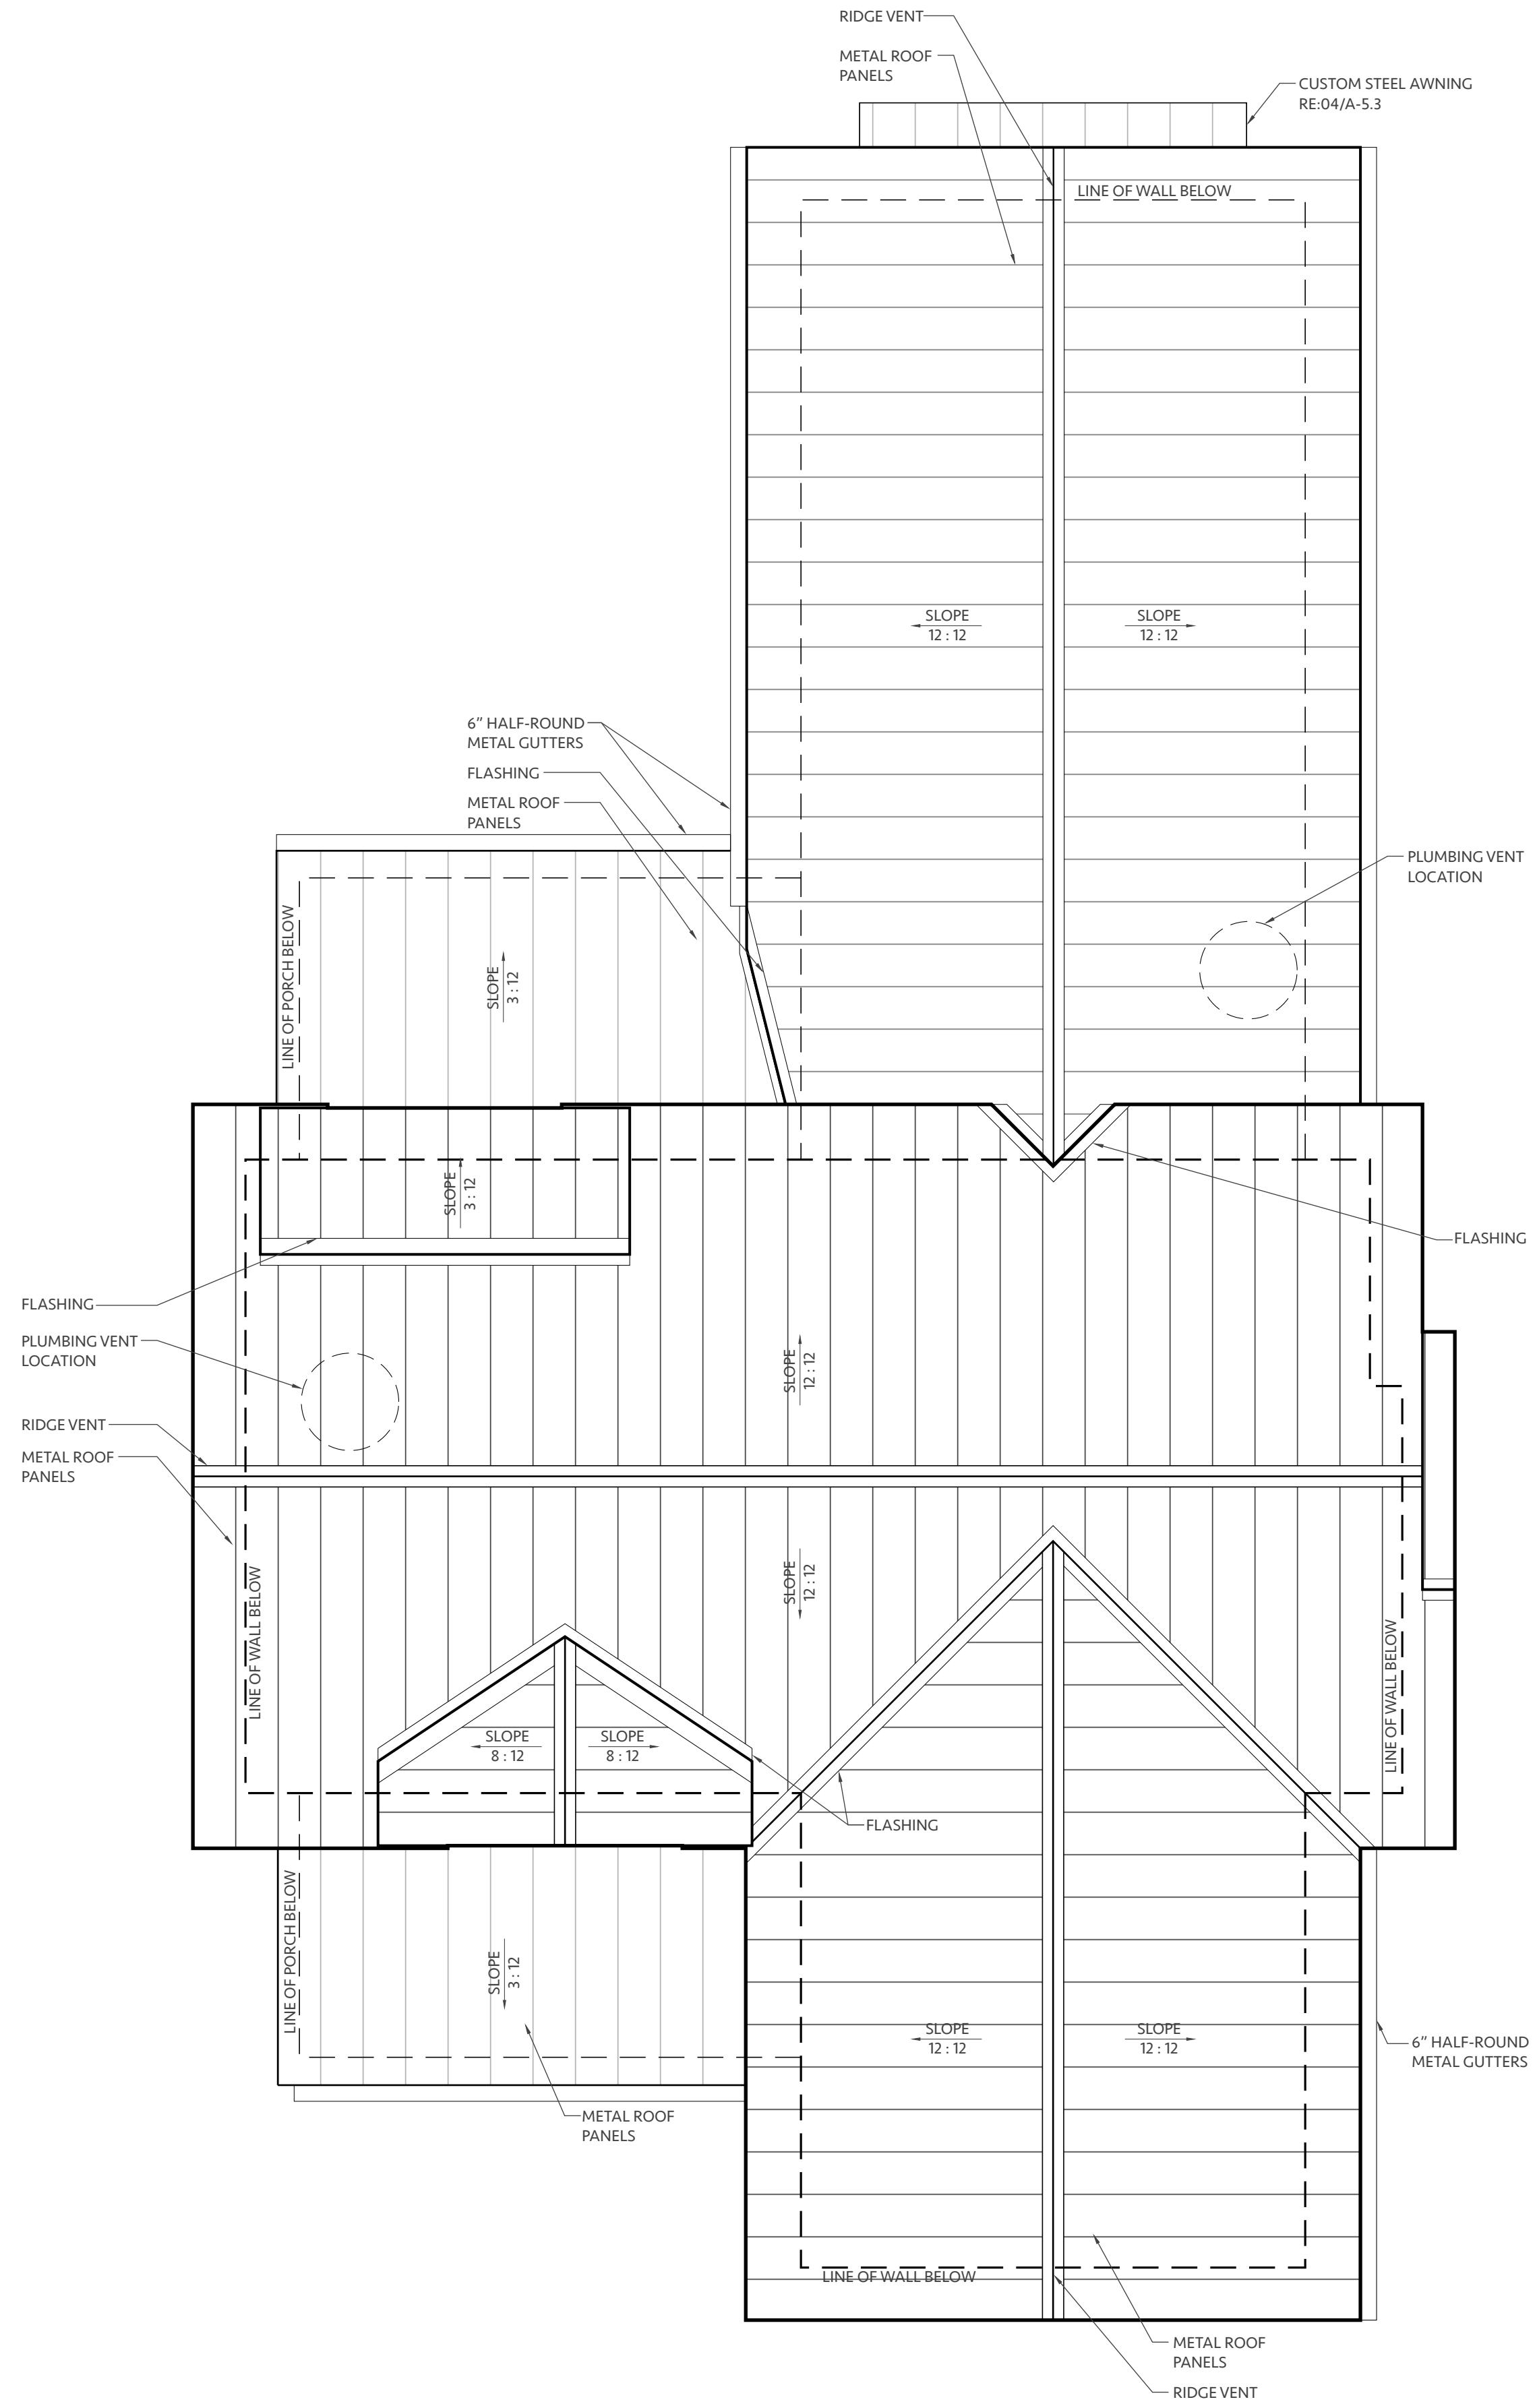 RIDGE VENT
METAL ROOF
PANELS
CUSTOM STEEL AWNING
RE:04/A-5.3
LINE OF WALL BELOW
SLOPE
12 : 12
SLOPE
12 : 12
6” HALF-ROUND
METAL GUTTERS
FLASHING
METAL ROOF
PANELS
PLUMBING VENT
LOCATION
LINE OF PORCH BELOW
SLOPE
3 : 12
SLOPE
3 : 12
FLASHING
FLASHING
PLUMBING VENT
LOCATION
SLOPE
12 : 12
RIDGE VENT
METAL ROOF
PANELS
SLOPE
12 : 12
LINE OF WALL BELOW
LINE OF WALL BELOW
SLOPE
8 : 12
SLOPE
8 : 12
FLASHING
LINE OF PORCH BELOW
SLOPE
3 : 12
SLOPE
12 : 12
SLOPE
12 : 12
6” HALF-ROUND
METAL GUTTERS
METAL ROOF
PANELS
LINE OF WALL BELOW
METAL ROOF
PANELS
RIDGE VENT